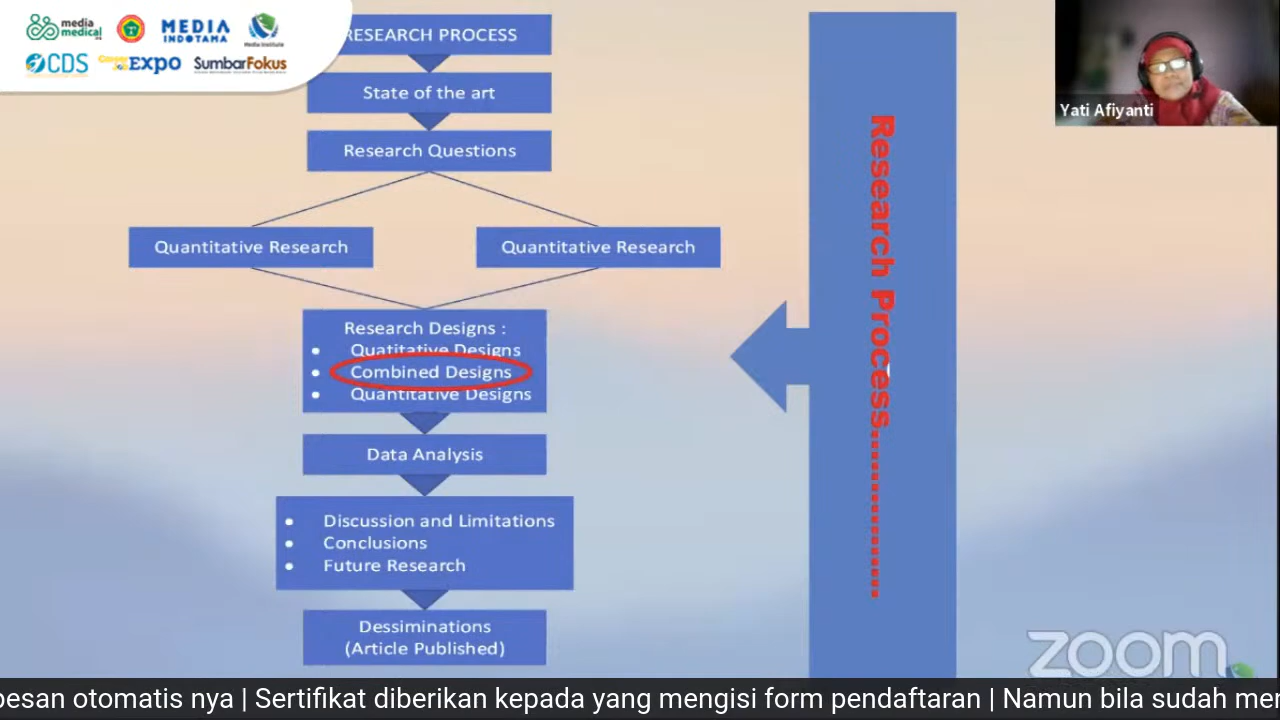 media
medical.id
MEDIA
INDOTAMA
Media Institute
CDS
Career
EXPO
SumbarFokus
RESEARCH PROCESS
State of the art
Research Questions
Quantitative Research
Quantitative Research
Research Designs :
• Quatitative Designs
• Combined Designs
• Quantitative Designs
Data Analysis
• Discussion and Limitations
• Conclusions
• Future Research
Dessiminations
(Article Published)
Research Process..................
Yati Afiyanti
zoom
pesan otomatis nya | Sertifikat diberikan kepada yang mengisi form pendaftaran | Namun bila sudah mer